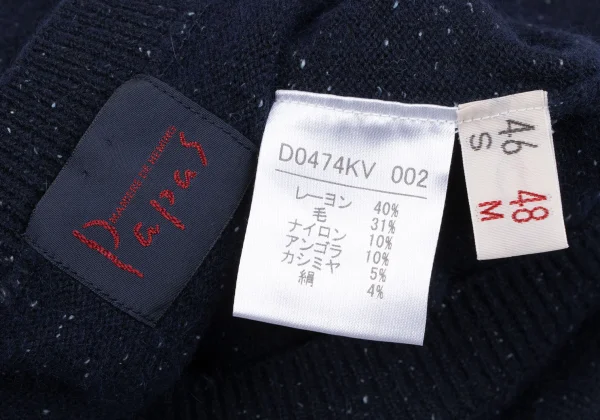 Papas
D0474KV 002
レーヨン 40%
毛 31%
ナイロン 10%
アンゴラ 10%
カシミヤ 5%
絹 4%
46
S
48
M